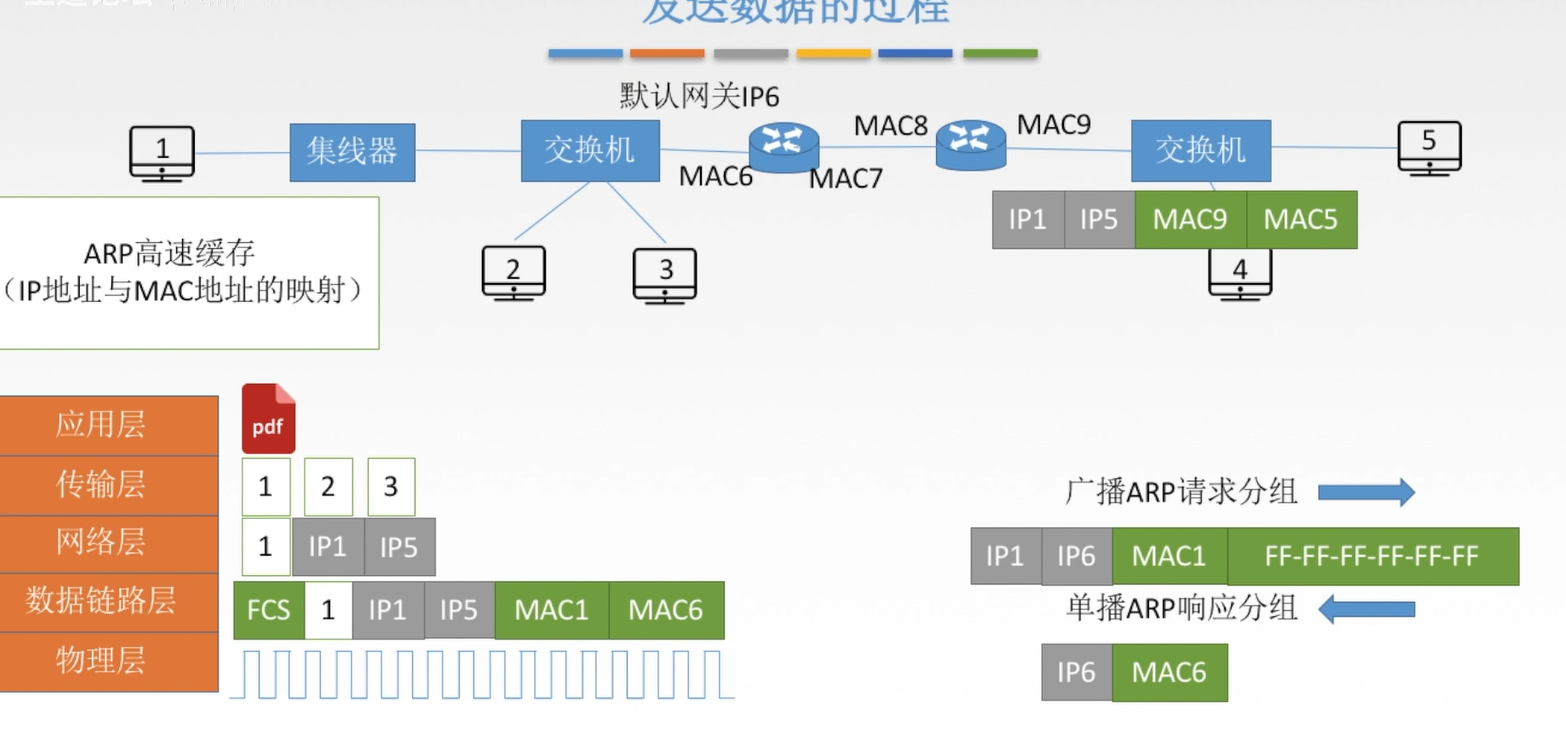 发送数据的过程
默认网关IP6
1
集线器
交换机
MAC6
MAC7
MAC8
MAC9
交换机
5
IP1 IP5 MAC9 MAC5
2
3
4
ARP高速缓存
（IP地址与MAC地址的映射）
应用层
pdf
传输层
1 2 3
网络层
1 IP1 IP5
数据链路层
FCS 1 IP1 IP5 MAC1 MAC6
物理层
广播ARP请求分组
IP1 IP6 MAC1 FF-FF-FF-FF-FF-FF
单播ARP响应分组
IP6 MAC6